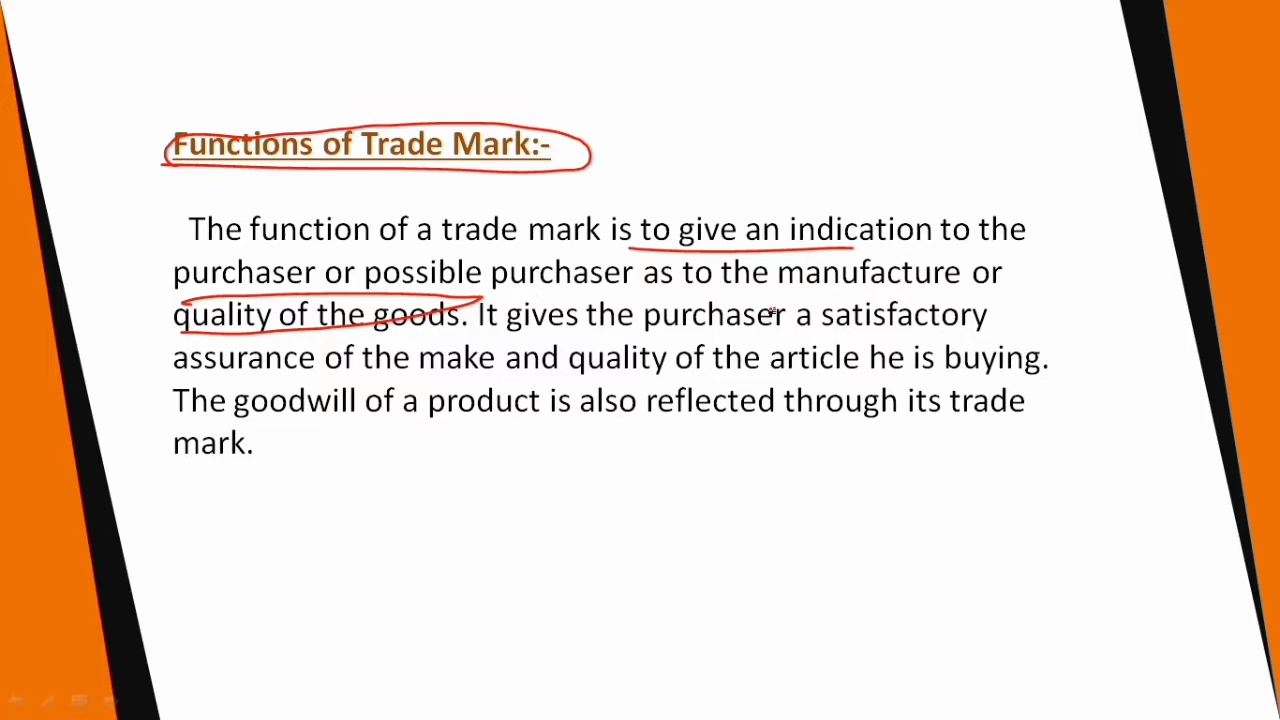 Functions of Trade Mark:-
The function of a trade mark is to give an indication to the
purchaser or possible purchaser as to the manufacture or
quality of the goods. It gives the purchaser a satisfactory
assurance of the make and quality of the article he is buying.
The goodwill of a product is also reflected through its trade
mark.